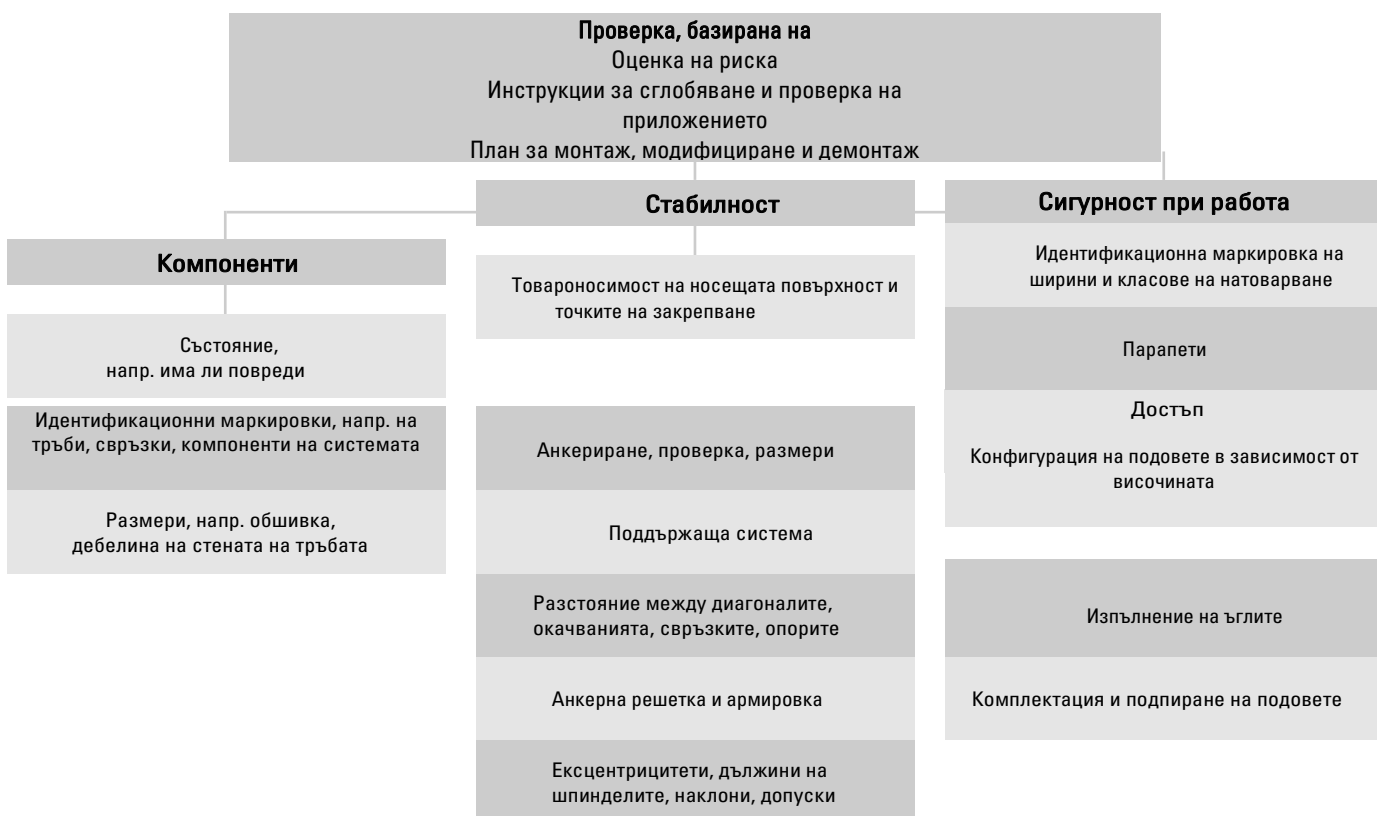 Проверка, базирана на
Оценка на риска
Инструкции за сглобяване и проверка на
приложението
План за монтаж, модифициране и демонтаж
Компоненти
Състояние,
напр. има ли повреди
Идентификационни маркировки, напр. на
тръби, свръзки, компоненти на системата
Размери, напр. обшивка,
дебелина на стената на тръбата
Стабилност
Товароносимост на носещата повърхност и
точките на закрепване
Анкериране, проверка, размери
Поддържаща система
Разстояние между диагоналите,
окачванията, свръзките, опорите
Анкерна решетка и армировка
Ексцентрицитети, дължини на
шпинделите, наклони, допуски
Сигурност при работа
Идентификационна маркировка на
ширини и класове на натоварване
Парапети
Достъп
Конфигурация на подовете в зависимост от
височината
Изпълнение на ъглите
Комплектация и подпиране на подовете